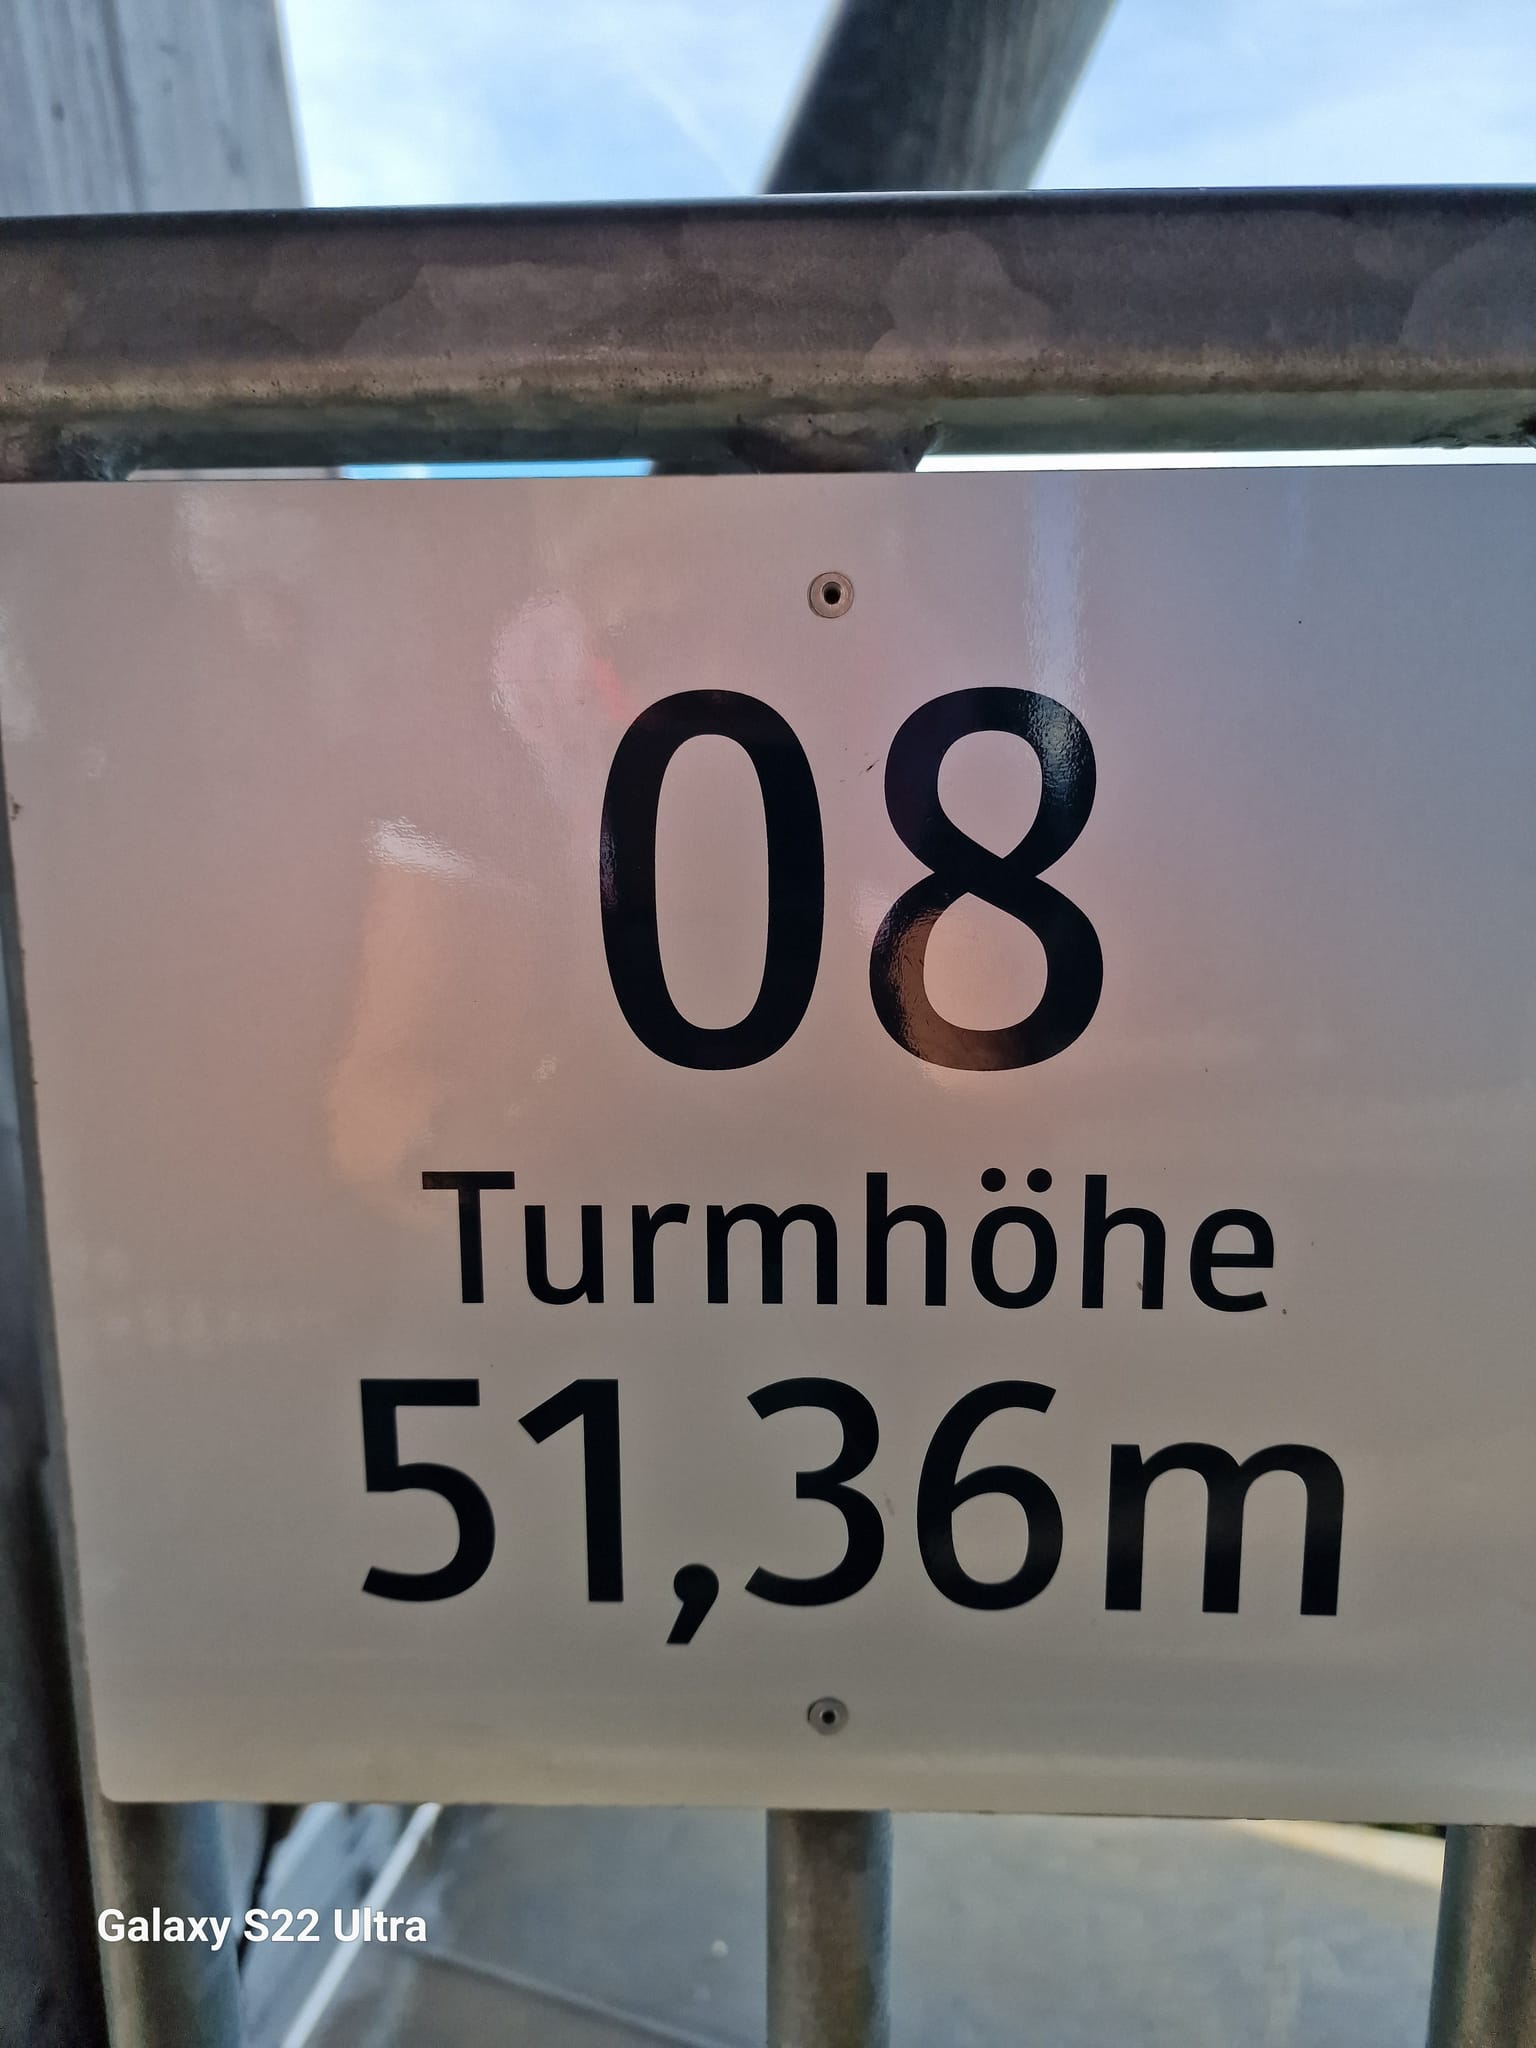 08
Turmhöhe
51,36m
Galaxy S22 Ultra